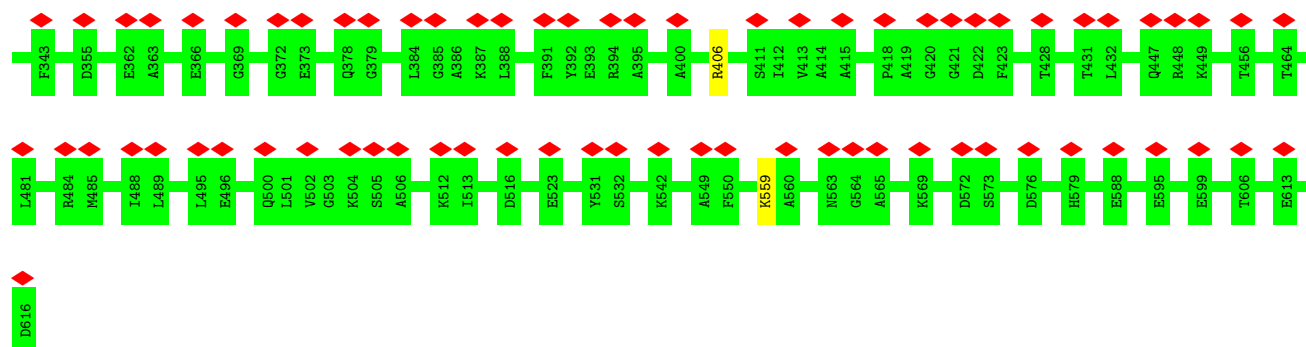 F343 D355 E362 A363 E366 G369 G372 E373 Q378 G379 L384 G385 A386 K387 L388 F391 Y392 E393 R394 A395 A400 R406 S411 I412 V413 A414 A415 P418 A419 G420 G421 D422 F423 T428 T431 L432 Q447 R448 K449 T456 T464
L481 R484 M485 I488 L489 L495 E496 Q500 L501 V502 G503 K504 S505 A506 K512 I513 D516 E523 Y531 S532 K542 A549 F550 K559 A560 N563 G564 A565 K569 D572 S573 D576 H579 E588 E595 E599 T606 E613
D616